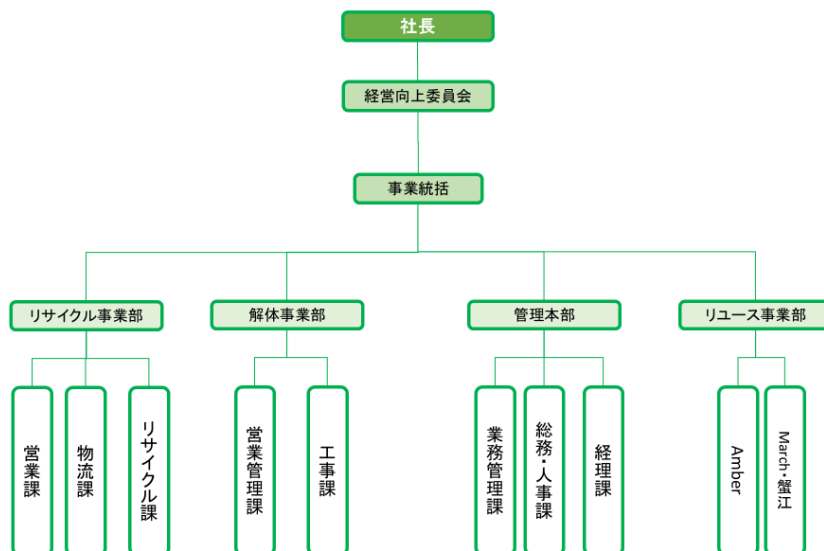 社長
経営向上委員会
事業統括
リサイクル事業部
解体事業部
管理本部
リユース事業部
営業課
物流課
リサイクル課
営業管理課
工事課
業務管理課
総務・人事課
経理課
Amber
March・蟹江